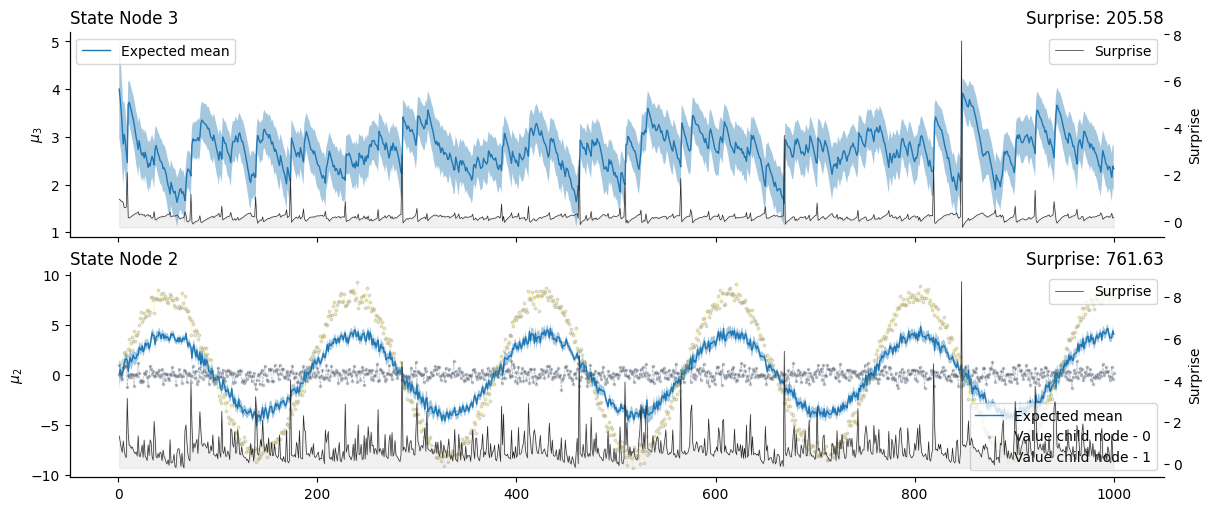 State Node 3
Surprise: 205.58
Expected mean
Surprise
5
4
3
2
1
μ3
8
6
4
2
0
Surprise
State Node 2
Surprise: 761.63
Surprise
10
5
0
−5
−10
μ2
8
6
4
2
0
Surprise
Expected mean
Value child node - 0
Value child node - 1
0
200
400
600
800
1000